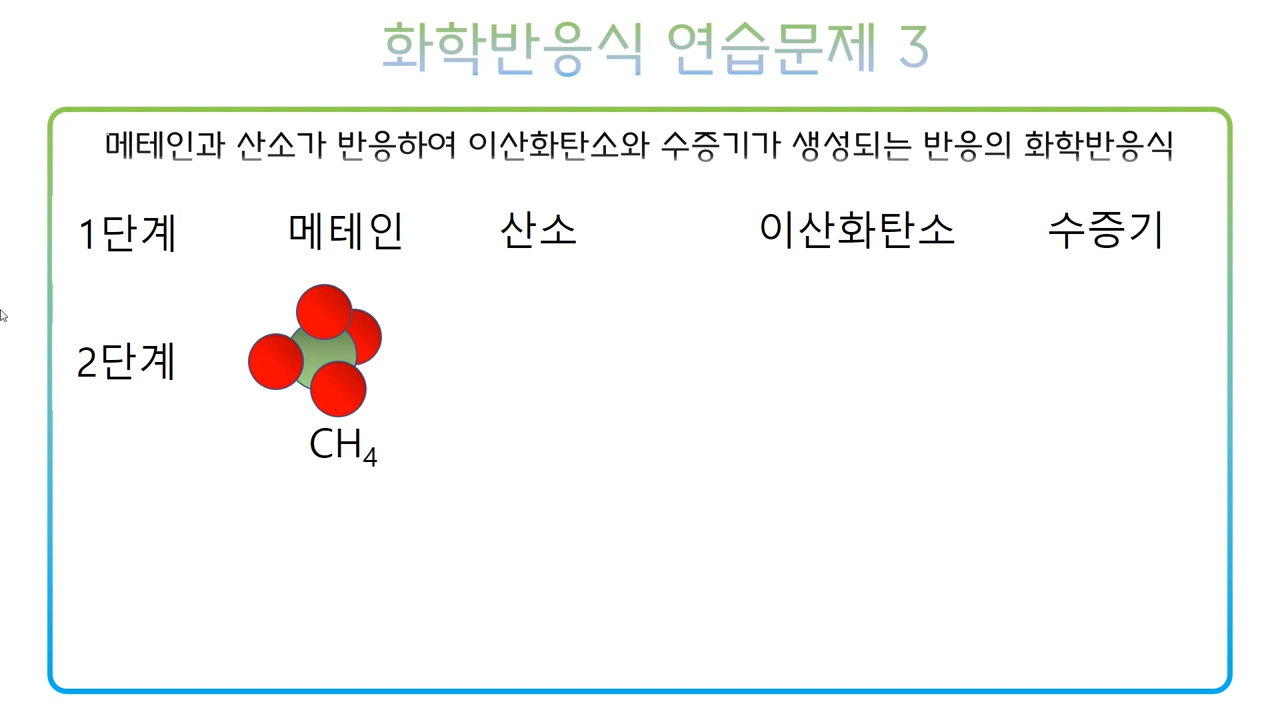 화학반응식 연습문제 3
메테인과 산소가 반응하여 이산화탄소와 수증기가 생성되는 반응의 화학반응식
1단계 메테인 산소 이산화탄소 수증기
2단계
CH₄